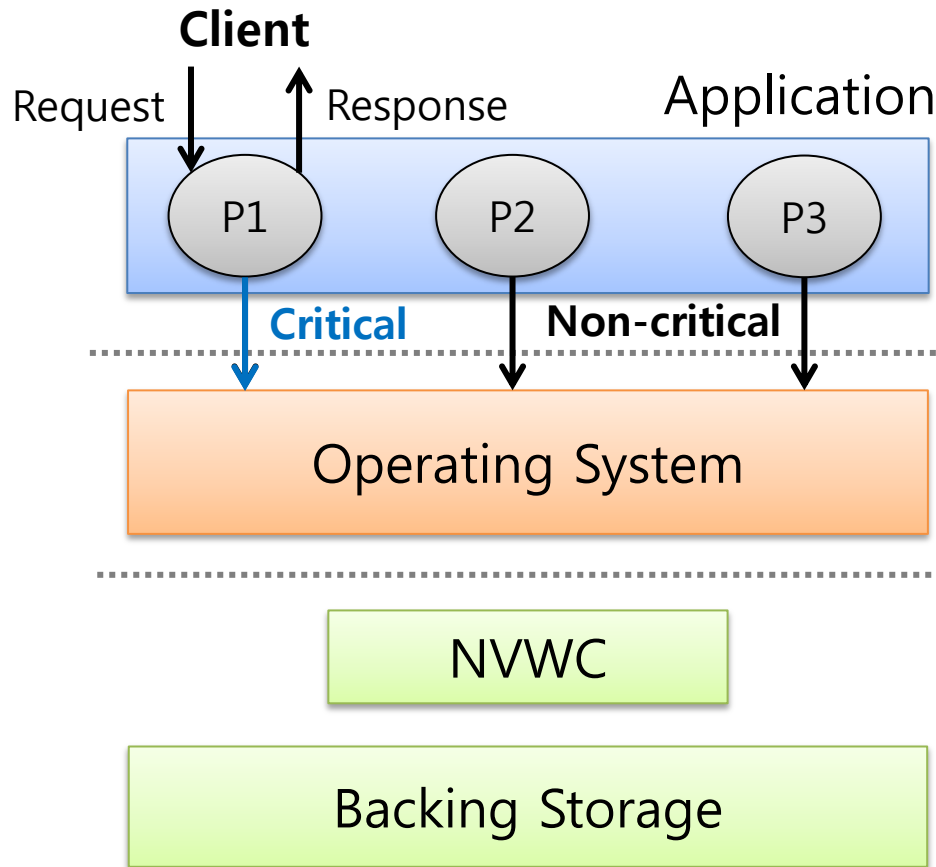 Client
Request
Response
Application
P1
P2
P3
Critical
Non-critical
Operating System
NVWC
Backing Storage